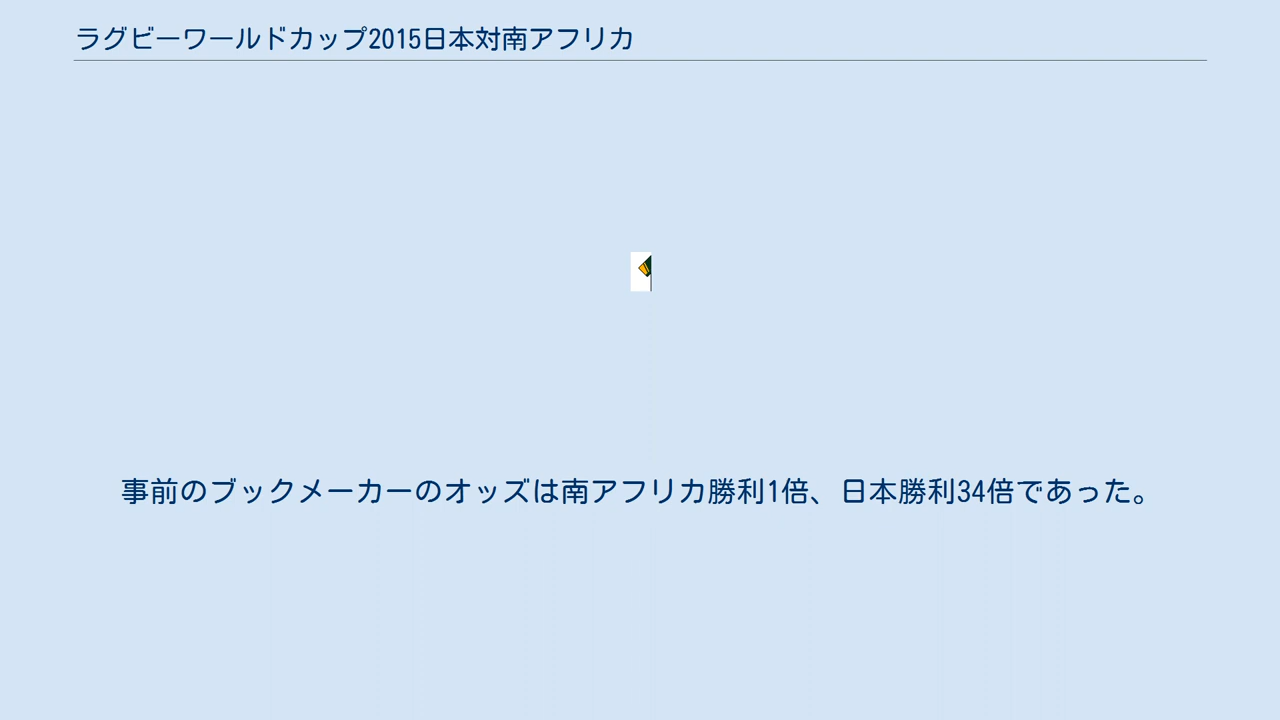 ラグビーワールドカップ2015日本対南アフリカ
事前のブックメーカーのオッズは南アフリカ勝利1倍、日本勝利34倍であった。